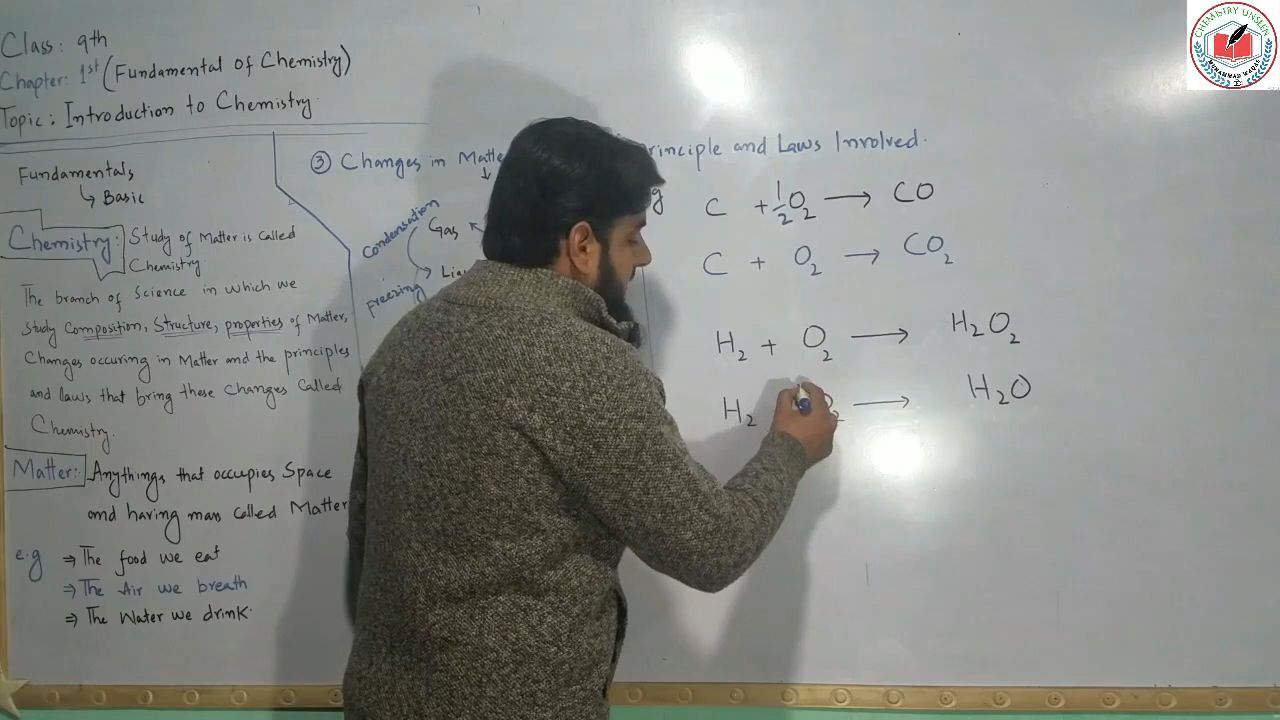 Class: 9th
Chapter: 1st (Fundamental of Chemistry)
Topic: Introduction to Chemistry
Fundamentals
↳ Basic
Chemistry: Study of Matter is called
Chemistry
The branch of Science in which we
study Composition, Structure, properties of Matter,
Changes occuring in Matter and the principles
and laws that bring these Changes Called
Chemistry.
Matter:- Anythings that occupies Space
and having mass called Matter
e.g ⇒ The food we eat
⇒ The Air we breath
⇒ The Water we drink.
③ Changes in
↓
Condensation
Gas
Freezing
and Laws Involved.
C + 1/2 O2 → CO
C + O2 → CO2
H2 + O2 → H2O2
H2 → H2O
CHEMISTRY UNSEEN
MUHAMMAD WAQAS